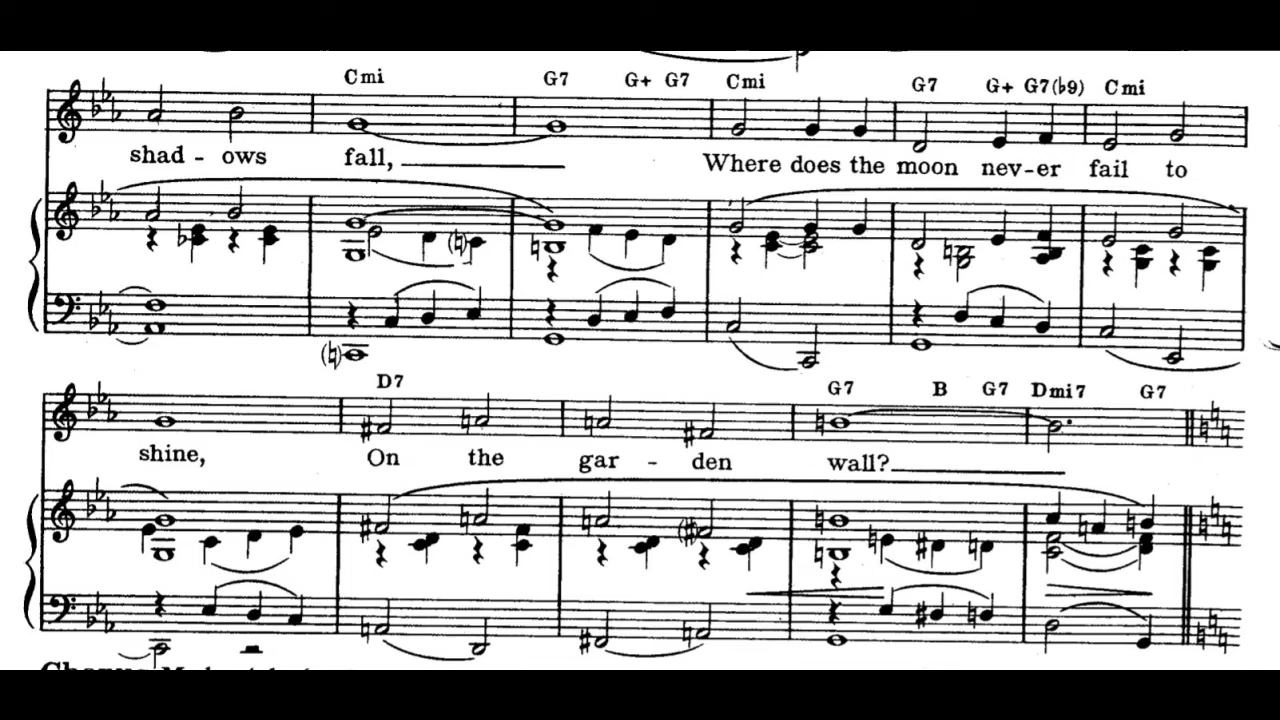 Cmi G7 G+ G7 Cmi G7 G+ G7(b9) Cmi
shad - ows fall, Where does the moon nev-er fail to
D7 G7 B G7 Dmi7 G7
shine, On the gar - den wall?